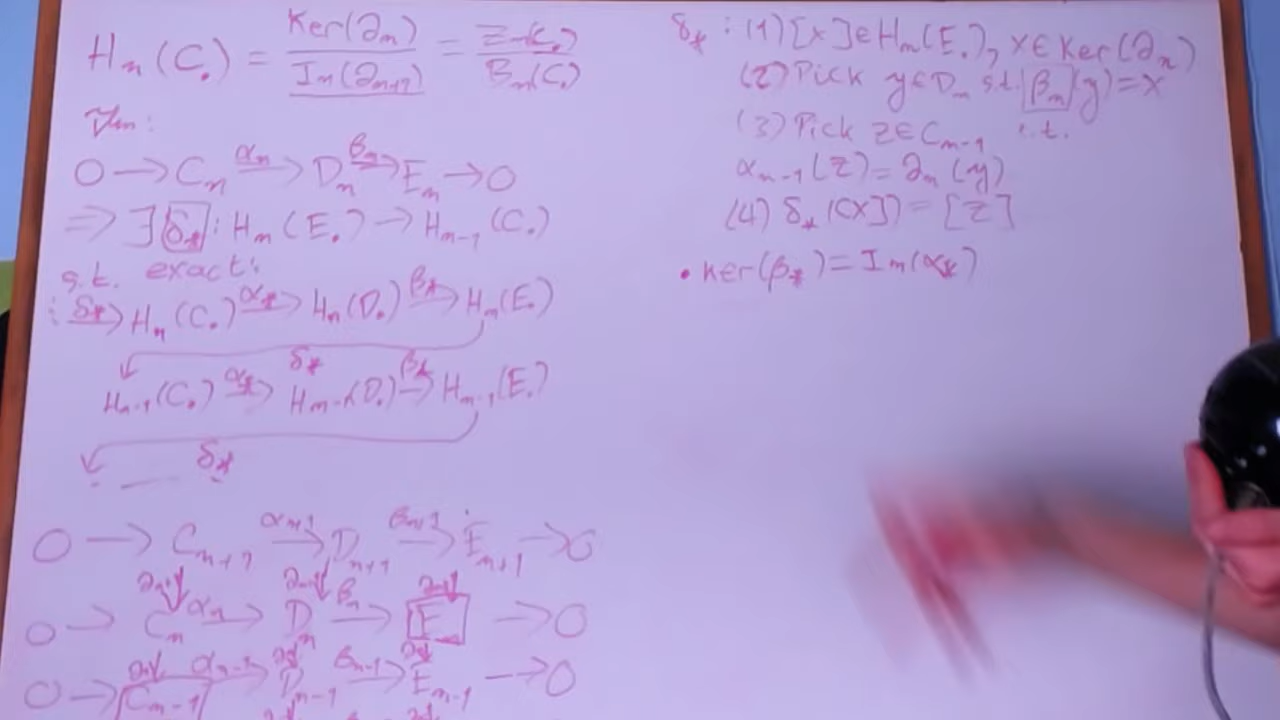 Hₙ(C.) = Ker(∂ₙ) / Im(∂ₙ₊₁) = Z (C.) / Bₙ(C.)
Thm:
0 → Cₙ —αₙ→ Dₙ —βₙ→ Eₙ → 0
⇒ ∃ δ* : Hₙ(E.) → Hₙ₋₁(C.)
s.t. exact:
δ*→ Hₙ(C.) —α*→ Hₙ(D.) —β*→ Hₙ(E.)
δ*
Hₙ₋₁(C.) —α*→ Hₙ₋₁(D.) —β*→ Hₙ₋₁(E.)
δ*
0 → Cₙ₊₁ —αₙ₊₁→ Dₙ₊₁ —βₙ₊₁→ Eₙ₊₁ → 0
∂ₙ₊₁↓ ∂ₙ₊₁↓ ∂ₙ₊₁↓
0 → Cₙ —αₙ→ Dₙ —βₙ→ E → 0
∂ₙ↓ ∂ₙ↓ ∂ₙ↓
0 → Cₙ₋₁ —αₙ₋₁→ Dₙ₋₁ —βₙ₋₁→ Eₙ₋₁ → 0
δ* : (1) [x] ∈ Hₙ(E.), x ∈ Ker(∂ₙ)
(2) Pick y ∈ Dₙ s.t. βₙ(y) = x
(3) Pick z ∈ Cₙ₋₁ s.t.
αₙ₋₁(z) = ∂ₙ(y)
(4) δ*([x]) = [z]
• Ker(β*) = Im(α*)